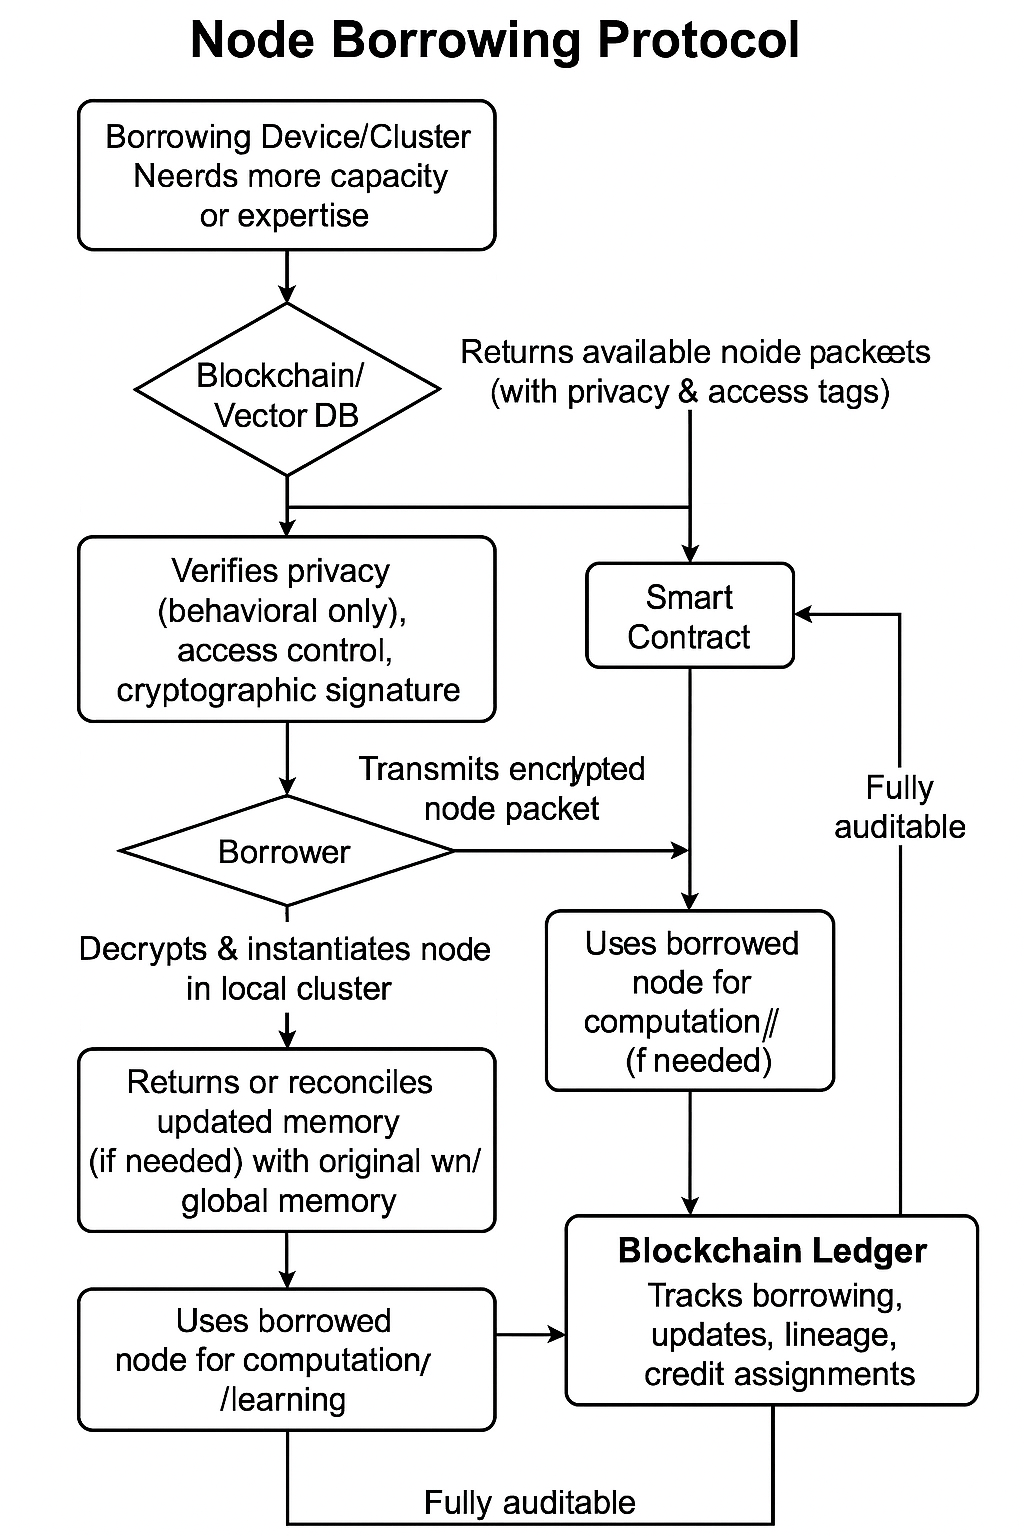 Node Borrowing Protocol
Borrowing Device/Cluster
Neerds more capacity
or expertise
Blockchain/
Vector DB
Returns available noide packeets
(with privacy & access tags)
Verifies privacy
(behavioral only),
access control,
cryptographic signature
Smart
Contract
Transmits encrypted
node packet
Fully
auditable
Borrower
Decrypts & instantiates node
in local cluster
Uses borrowed
node for
computation//
(f needed)
Returns or reconciles
updated memory
(if needed) with original wn/
global memory
Blockchain Ledger
Tracks borrowing,
updates, lineage,
credit assignments
Uses borrowed
node for computation/
/learning
Fully auditable